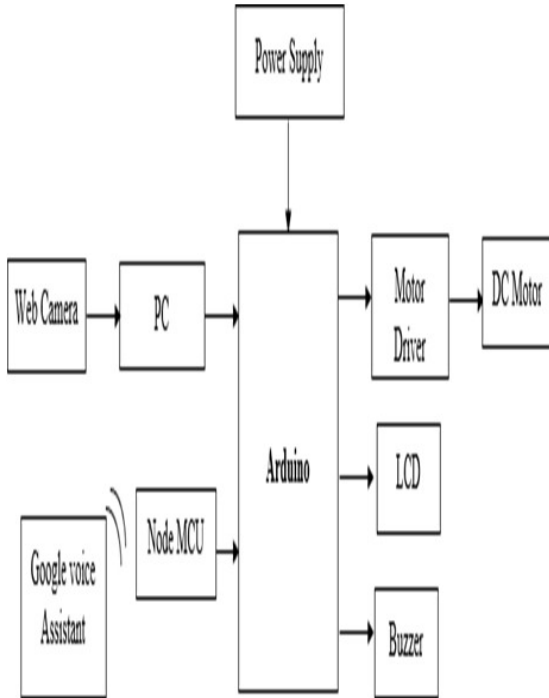 Power Supply
Web Camera
PC
Motor
Driver
DC Motor
Arduino
LCD
Node MCU
Google voice
Assistant
Buzzer